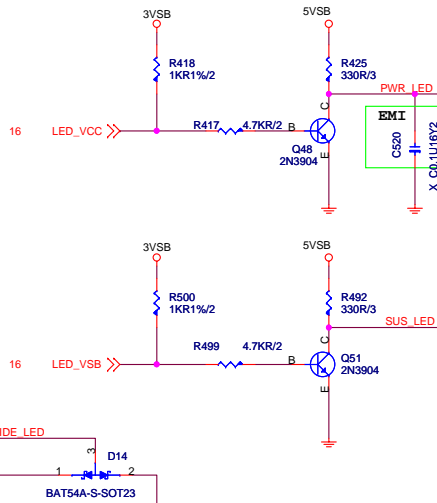 3VSB
5VSB
R418
1KR1%/2
R425
330R/3
PWR_LED
EMI
C
16
LED_VCC
R417
4.7KR/2
B
Q48
2N3904
E
C520
X_C0.1U16Y2
3VSB
5VSB
R500
1KR1%/2
R492
330R/3
SUS_LED
C
16
LED_VSB
R499
4.7KR/2
B
Q51
2N3904
E
IDE_LED
3
D14
1
2
BAT54A-S-SOT23